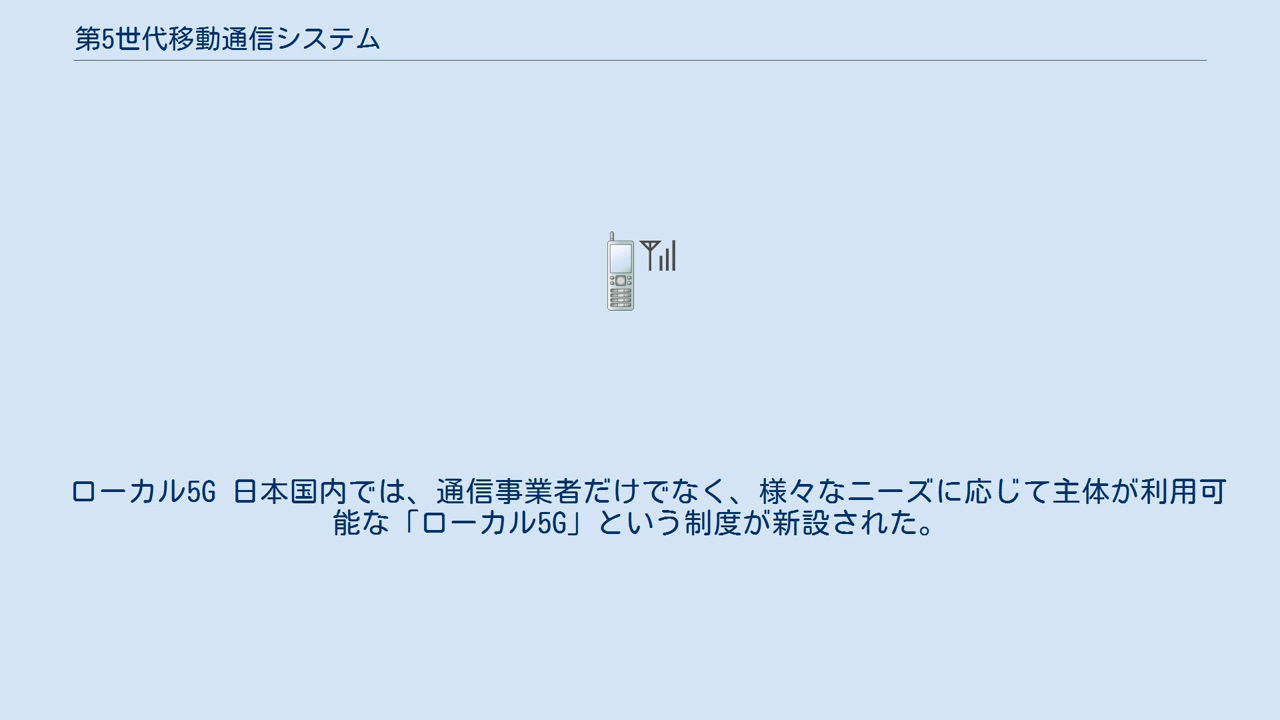 第5世代移動通信システム
ローカル5G 日本国内では、通信事業者だけでなく、様々なニーズに応じて主体が利用可
能な「ローカル5G」という制度が新設された。